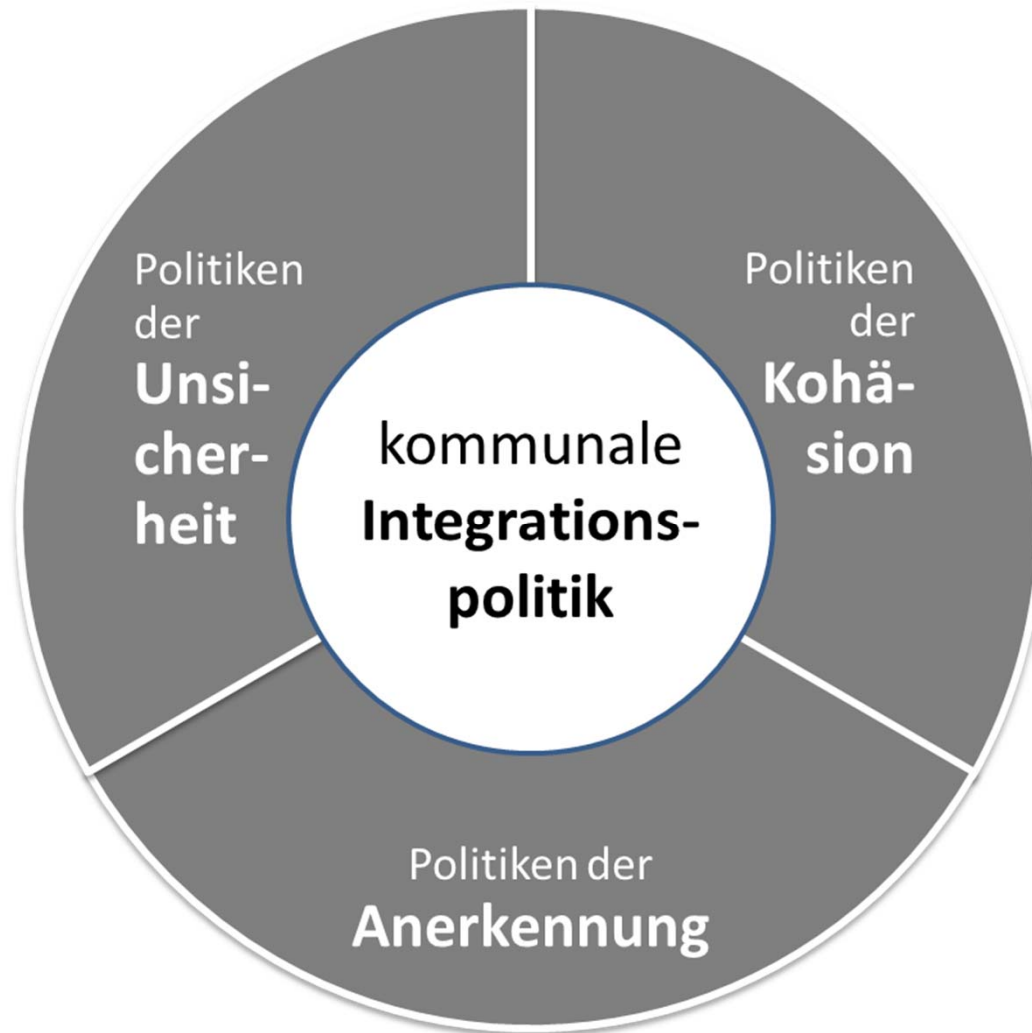 Politiken
der
Unsi-
cher-
heit
Politiken
der
Kohä-
sion
kommunale
Integrations-
politik
Politiken der
Anerkennung